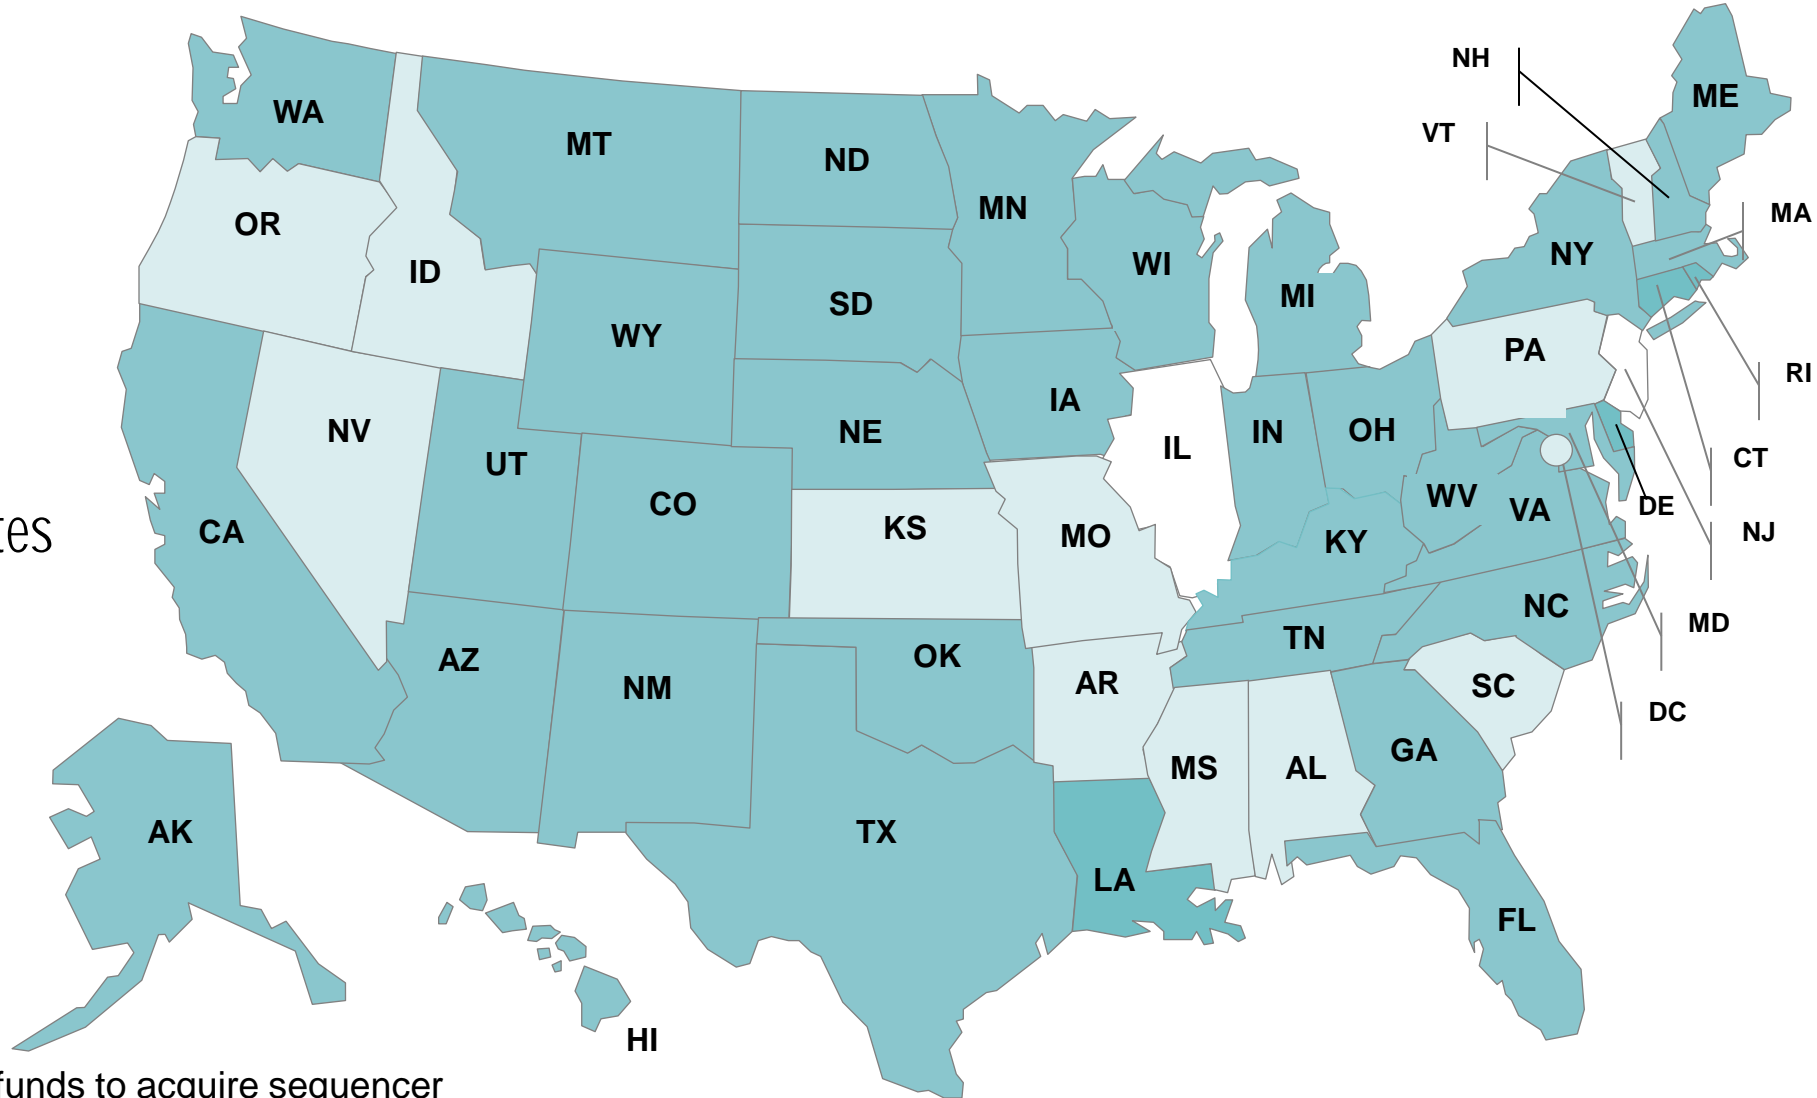 NH
ME
WA
VT
MT
ND
MN
MA
OR
NY
WI
ID
MI
SD
WY
PA
RI
IA
NV
NE
OH
IN
IL
CT
UT
CO
WV
DE
VA
KS
CA
MO
NJ
KY
NC
MD
TN
OK
AZ
AR
SC
NM
DC
GA
MS
AL
AK
TX
LA
FL
HI
funds to acquire sequencer